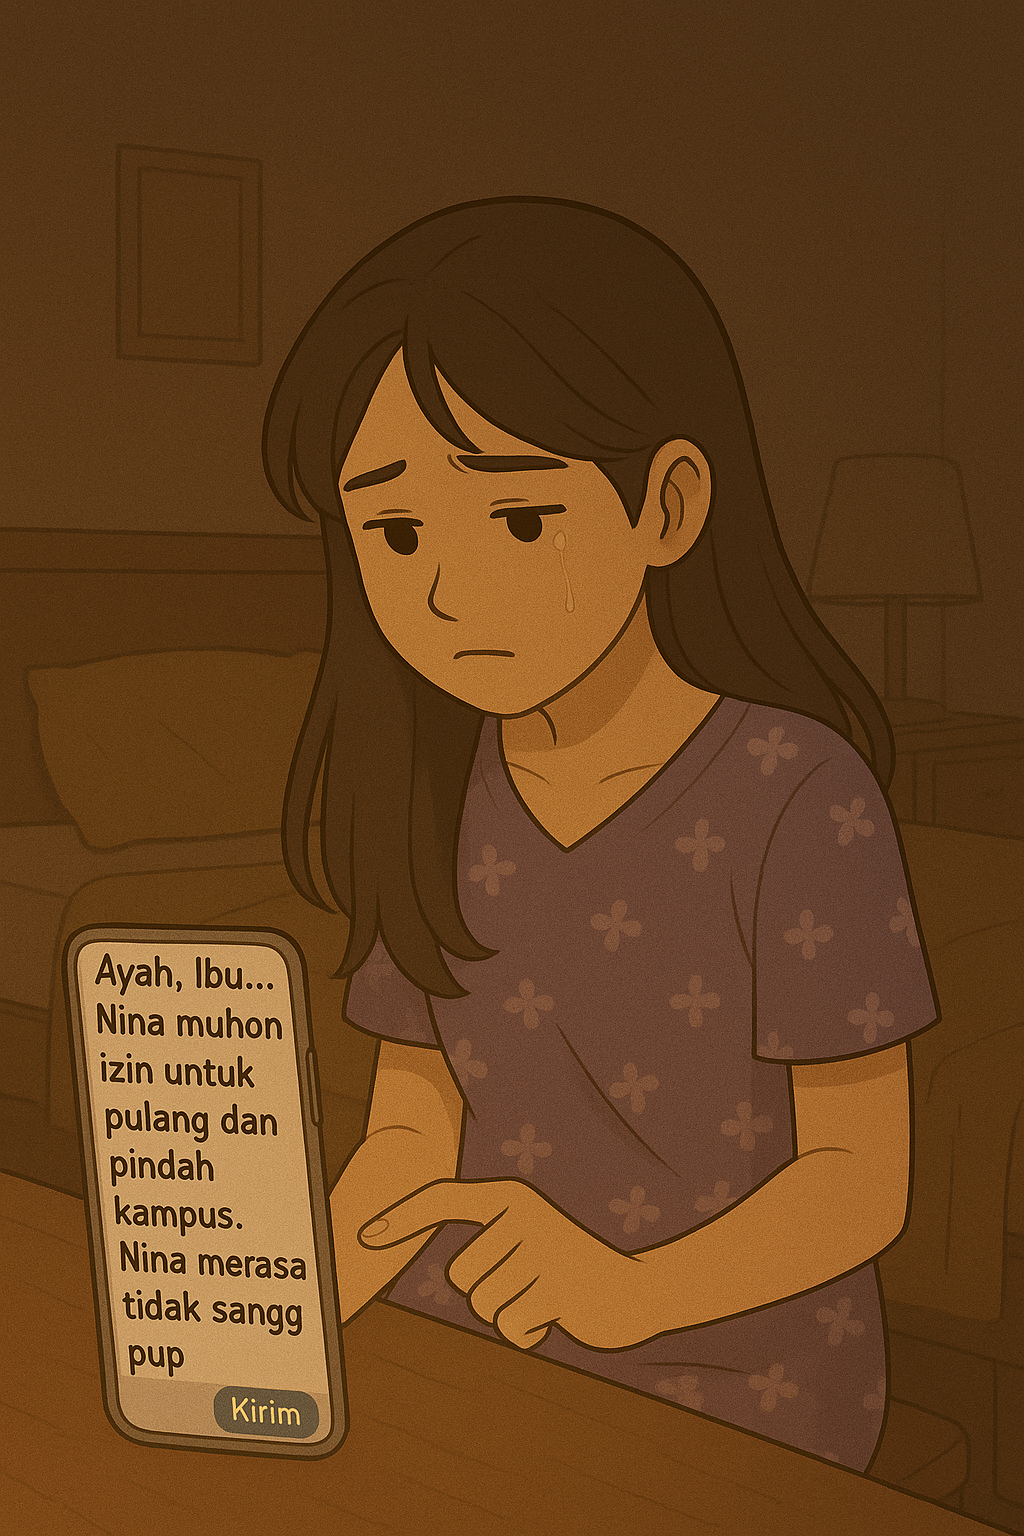 Ayah, Ibu...
Nina muhon
izin untuk
pulang dan
pindah
kampus.
Nina merasa
tidak sangg
pup
Kirim